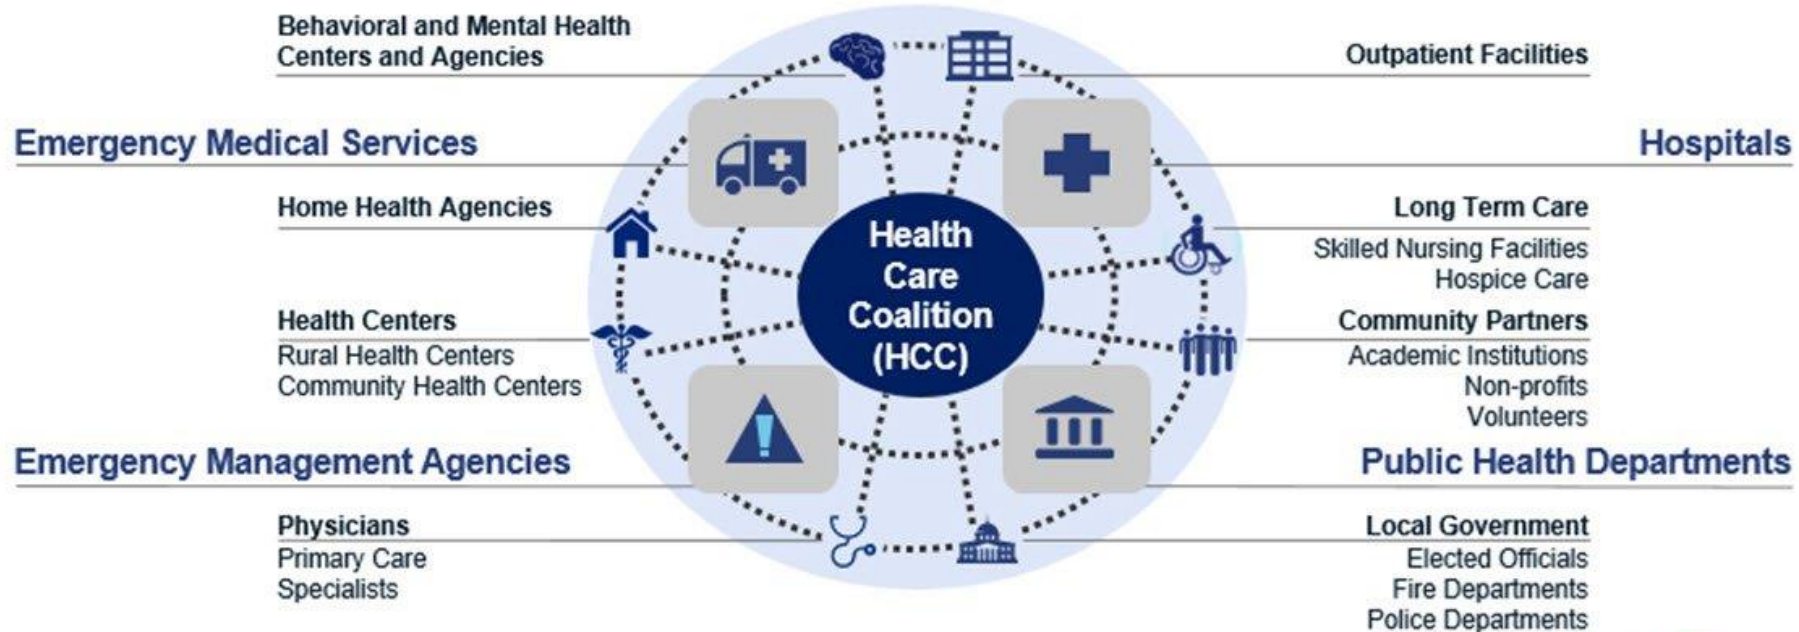 Behavioral and Mental Health
Centers and Agencies
Outpatient Facilities
Emergency Medical Services
Hospitals
Home Health Agencies
Long Term Care
Skilled Nursing Facilities
Hospice Care
Health
Care
Coalition
(HCC)
Health Centers
Rural Health Centers
Community Health Centers
Community Partners
Academic Institutions
Non-profits
Volunteers
Emergency Management Agencies
Public Health Departments
Physicians
Primary Care
Specialists
Local Government
Elected Officials
Fire Departments
Police Departments